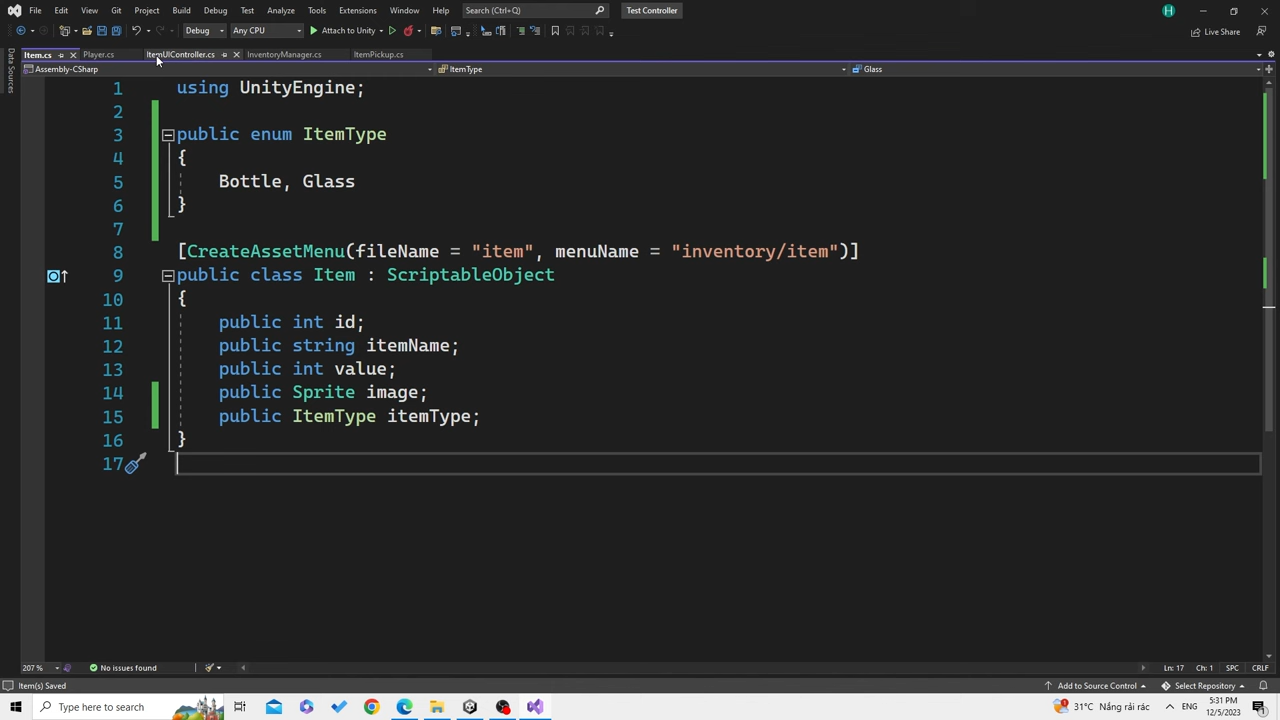 File Edit View Git Project Build Debug Test Analyze Tools Extensions Window Help Search (Ctrl+Q) Test Controller H
Debug Any CPU Attach to Unity Live Share
Item.cs Player.cs ItemUIController.cs InventoryManager.cs ItemPickup.cs
Data Sources
Assembly-CSharp ItemType Glass
1 using UnityEngine;
2
3 public enum ItemType
4 {
5 Bottle, Glass
6 }
7
8 [CreateAssetMenu(fileName = "item", menuName = "inventory/item")]
9 public class Item : ScriptableObject
10 {
11 public int id;
12 public string itemName;
13 public int value;
14 public Sprite image;
15 public ItemType itemType;
16 }
17
207 % No issues found Ln: 17 Ch: 1 SPC CRLF
Item(s) Saved Add to Source Control Select Repository
Type here to search 31°C Nắng rải rác ENG 5:31 PM
12/5/2023